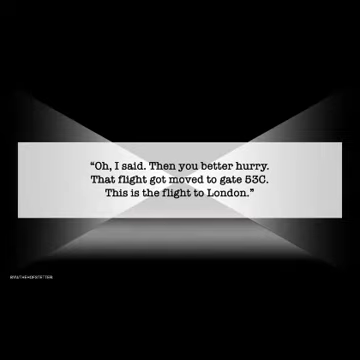 “Oh, I said. Then you better hurry.
That flight got moved to gate 53C.
This is the flight to London.”